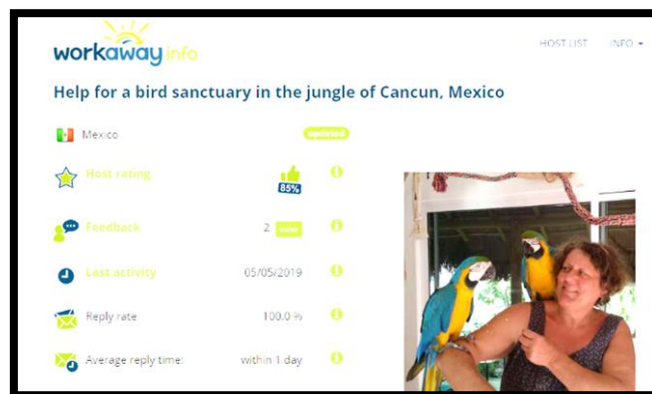 workaway info
HOST LIST INFO
Help for a bird sanctuary in the jungle of Cancun, Mexico
Mexico updated
Host rating 85%
Feedback 2
Last activity 05/05/2019
Reply rate 100.0 %
Average reply time: within 1 day